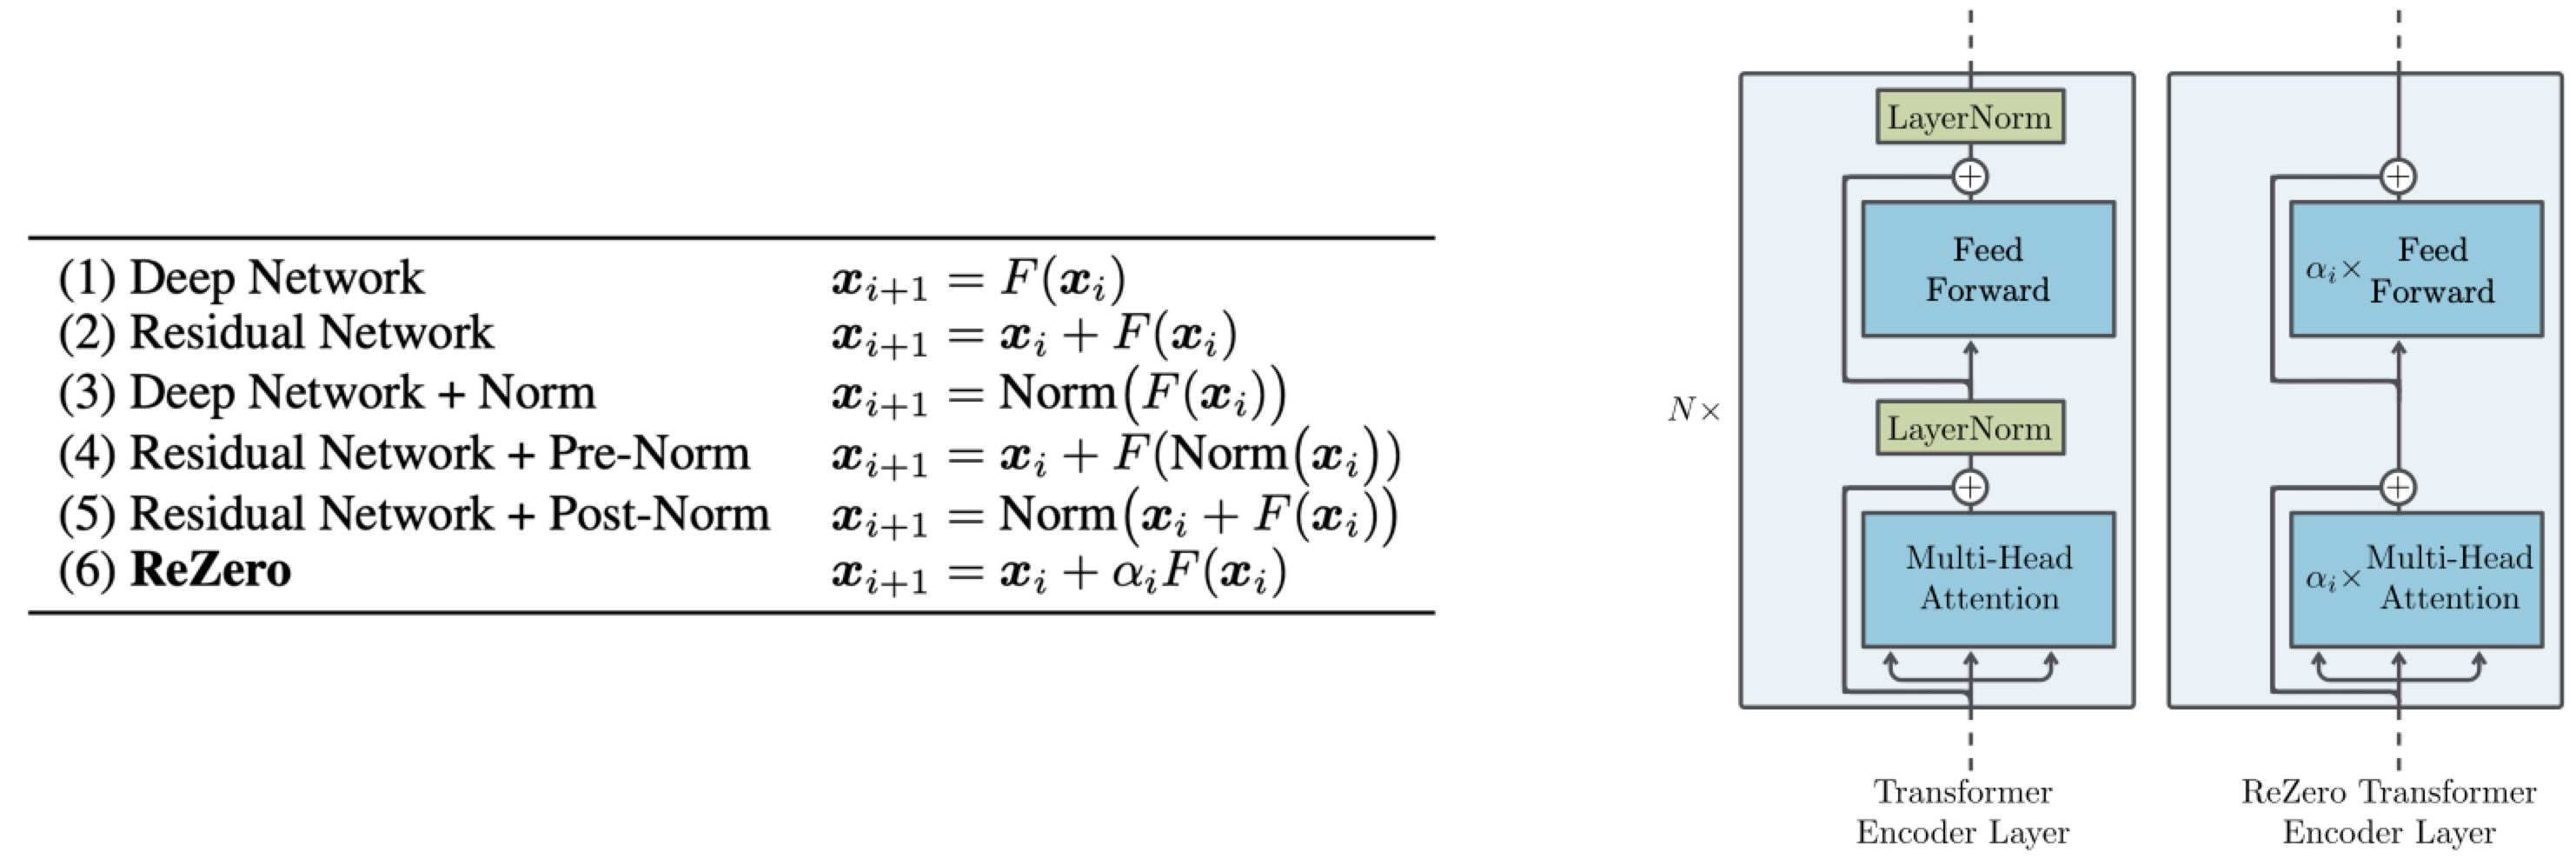 (1) Deep Network x_{i+1} = F(x_i)
(2) Residual Network x_{i+1} = x_i + F(x_i)
(3) Deep Network + Norm x_{i+1} = Norm(F(x_i))
(4) Residual Network + Pre-Norm x_{i+1} = x_i + F(Norm(x_i))
(5) Residual Network + Post-Norm x_{i+1} = Norm(x_i + F(x_i))
(6) ReZero x_{i+1} = x_i + α_i F(x_i)
N×
LayerNorm
+
Feed
Forward
LayerNorm
+
Multi-Head
Attention
Transformer
Encoder Layer
+
α_i× Feed
Forward
+
α_i× Multi-Head
Attention
ReZero Transformer
Encoder Layer